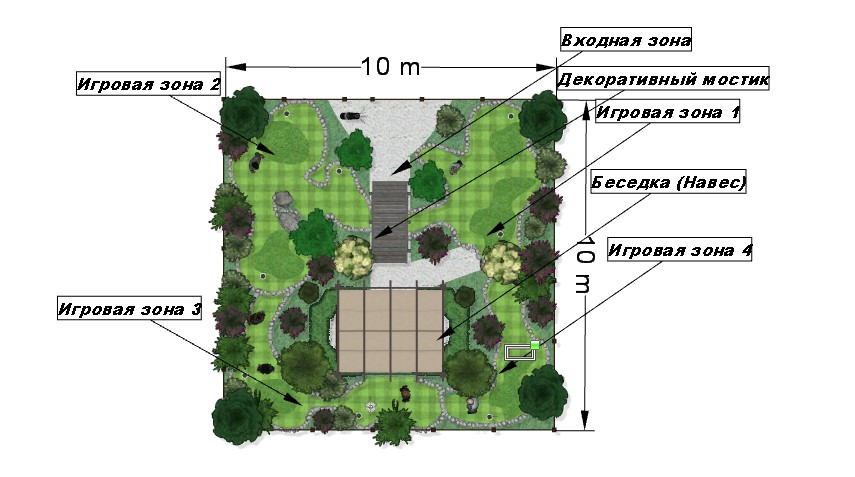 Входная зона
10 m
Декоративный мостик
Игровая зона 2
Игровая зона 1
Беседка (Навес)
Игровая зона 4
10 m
Игровая зона 3